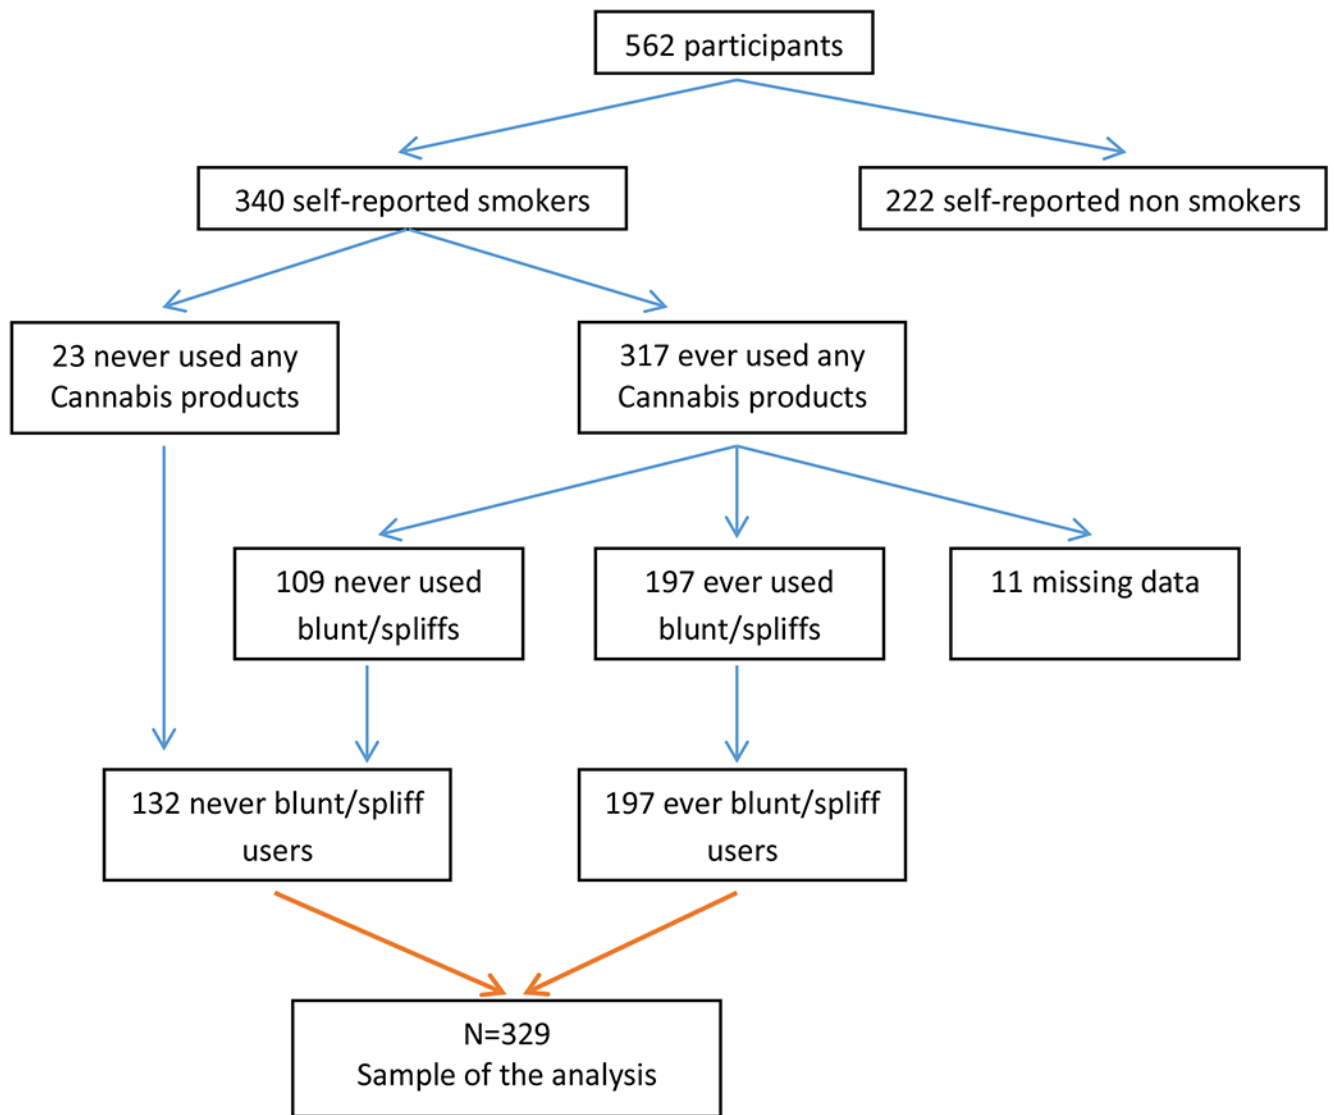 562 participants
340 self-reported smokers
222 self-reported non smokers
23 never used any
Cannabis products
317 ever used any
Cannabis products
109 never used
blunt/spliffs
197 ever used
blunt/spliffs
11 missing data
132 never blunt/spliff
users
197 ever blunt/spliff
users
N=329
Sample of the analysis